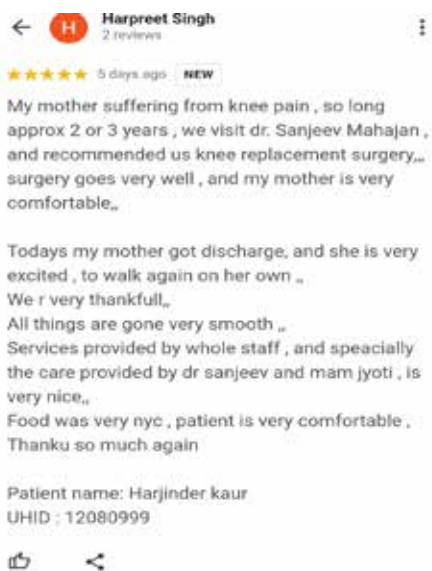 Harpreet Singh
H
2 reviews
5 days ago NEW
My mother suffering from knee pain , so long
approx 2 or 3 years , we visit dr. Sanjeev Mahajan ,
and recommended us knee replacement surgery,,,
surgery goes very well , and my mother is very
comfortable,,
Todays my mother got discharge, and she is very
excited , to walk again on her own ,,
We r very thankfull,,
All things are gone very smooth ,,
Services provided by whole staff , and speacially
the care provided by dr sanjeev and mam jyoti , is
very nice,,
Food was very nyc , patient is very comfortable ,
Thanku so much again
Patient name: Harjinder kaur
UHID : 12080999